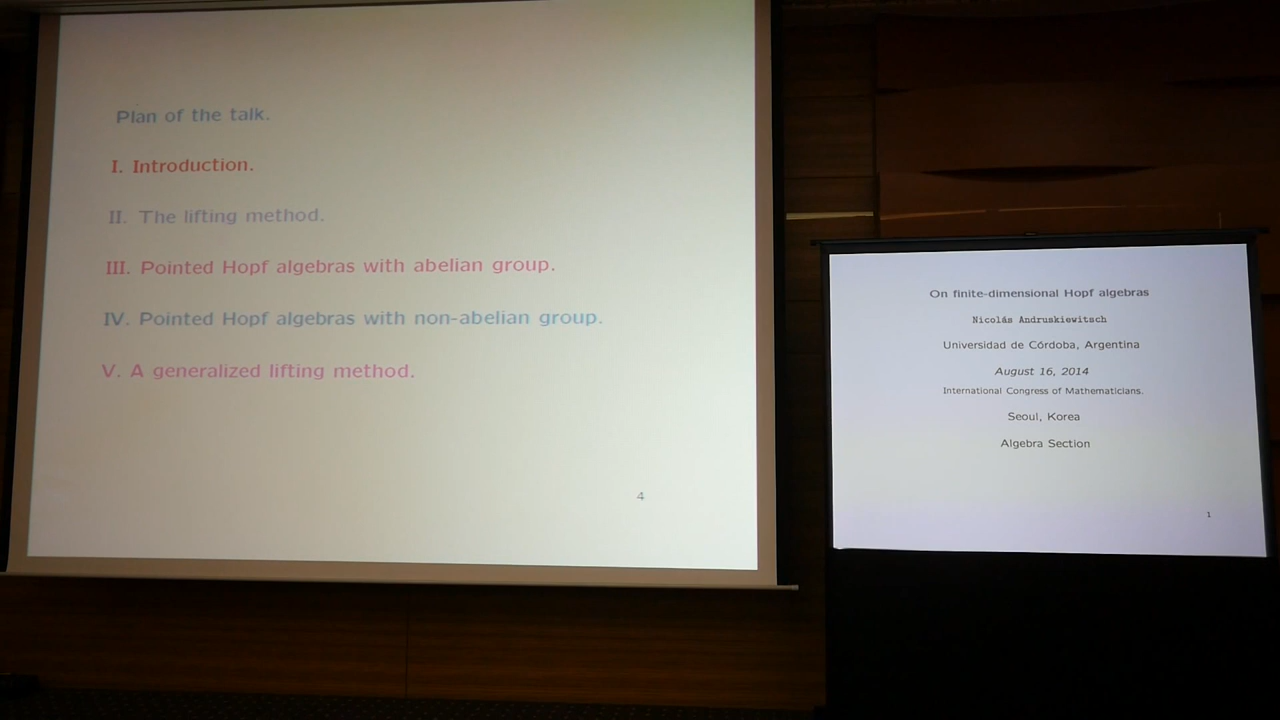 Plan of the talk.
I. Introduction.
II. The lifting method.
III. Pointed Hopf algebras with abelian group.
IV. Pointed Hopf algebras with non-abelian group.
V. A generalized lifting method.
4
On finite-dimensional Hopf algebras
Nicolás Andruskiewitsch
Universidad de Córdoba, Argentina
August 16, 2014
International Congress of Mathematicians.
Seoul, Korea
Algebra Section
1